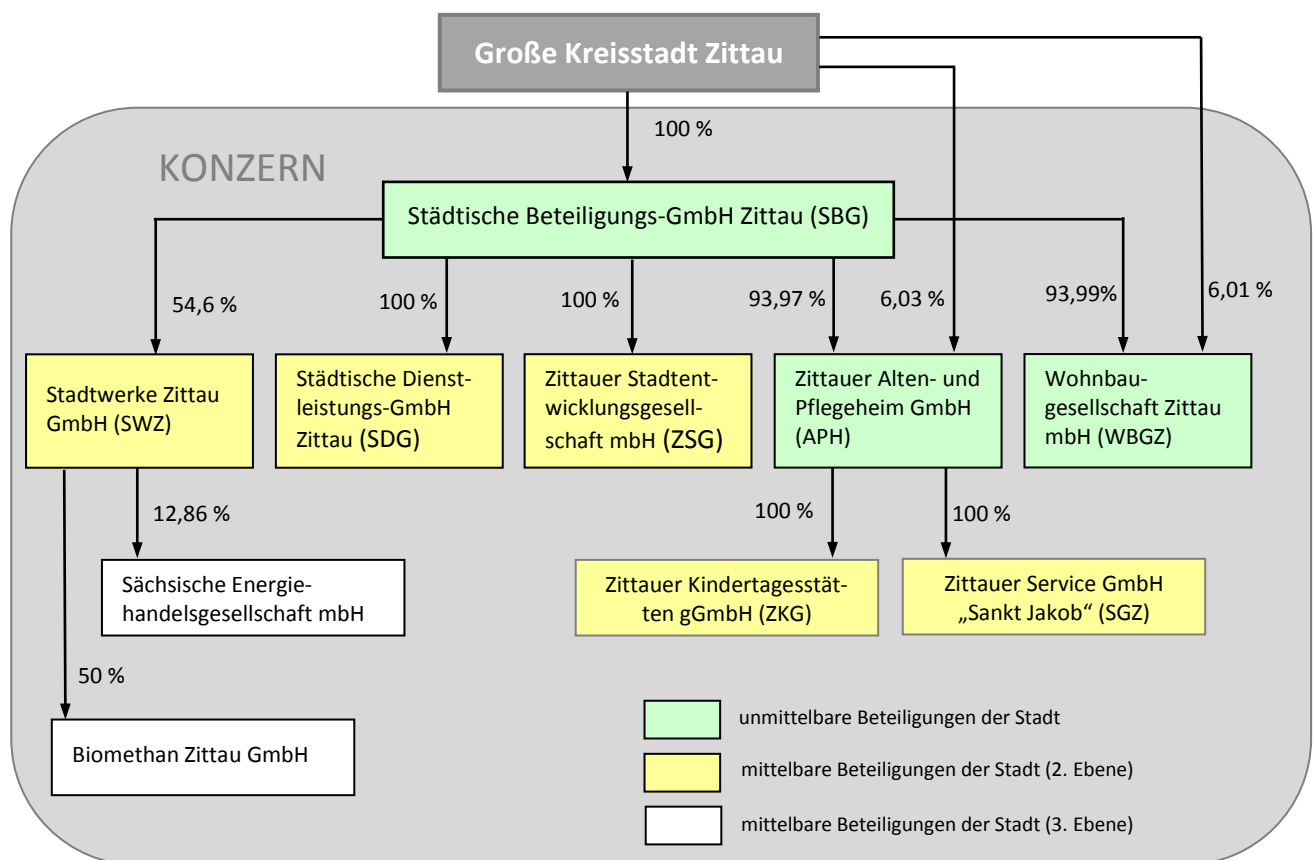 Große Kreisstadt Zittau
100 %
KONZERN
Städtische Beteiligungs-GmbH Zittau (SBG)
54,6 %
100 %
100 %
93,97 %
6,03 %
93,99%
6,01 %
Stadtwerke Zittau
GmbH (SWZ)
Städtische Dienst-
leistungs-GmbH
Zittau (SDG)
Zittauer Stadtent-
wicklungsgesell-
schaft mbH (ZSG)
Zittauer Alten- und
Pflegeheim GmbH
(APH)
Wohnbau-
gesellschaft Zittau
mbH (WBGZ)
12,86 %
100 %
100 %
Sächsische Energie-
handelsgesellschaft mbH
Zittauer Kindertagesstät-
ten gGmbH (ZKG)
Zittauer Service GmbH
„Sankt Jakob“ (SGZ)
50 %
Biomethan Zittau GmbH
unmittelbare Beteiligungen der Stadt
mittelbare Beteiligungen der Stadt (2. Ebene)
mittelbare Beteiligungen der Stadt (3. Ebene)